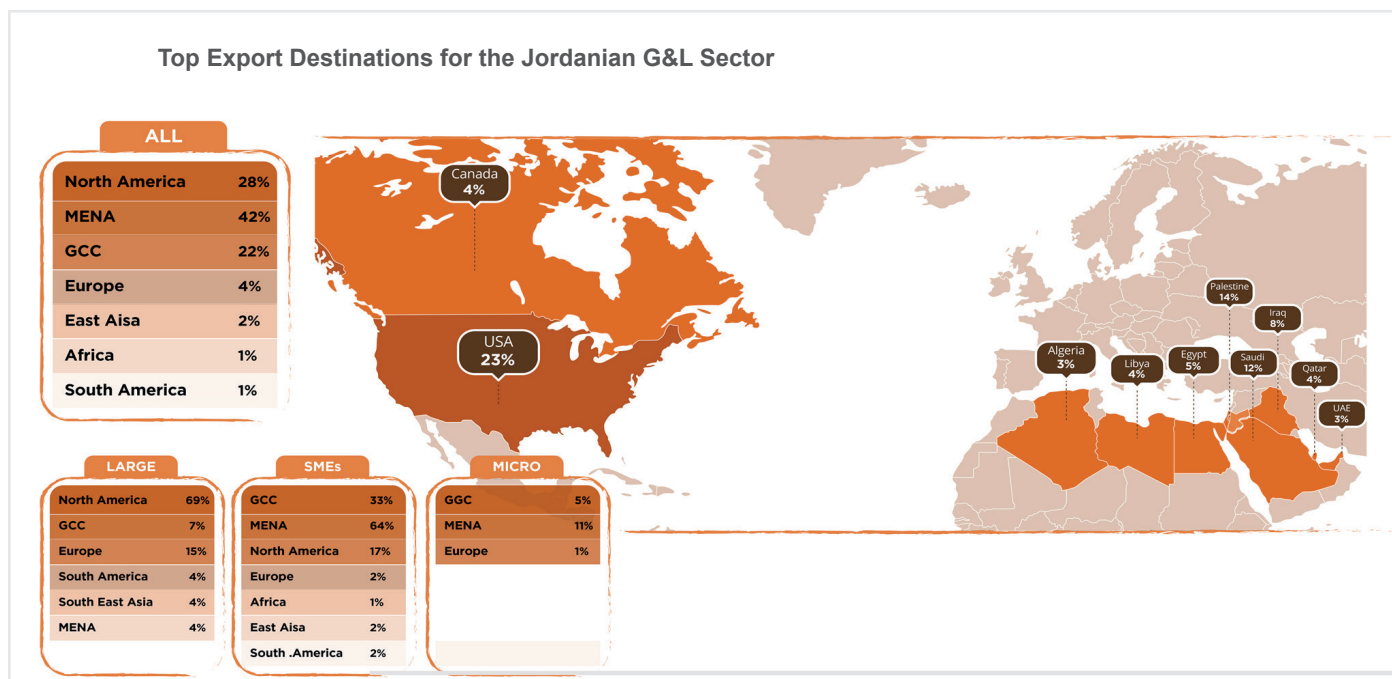 Top Export Destinations for the Jordanian G&L Sector
ALL
North America 28%
MENA 42%
GCC 22%
Europe 4%
East Aisa 2%
Africa 1%
South America 1%
Canada
4%
USA
23%
Algeria
3%
Libya
4%
Egypt
5%
Palestine
14%
Saudi
12%
Iraq
8%
Qatar
4%
UAE
3%
LARGE
North America 69%
GCC 7%
Europe 15%
South America 4%
South East Asia 4%
MENA 4%
SMEs
GCC 33%
MENA 64%
North America 17%
Europe 2%
Africa 1%
East Aisa 2%
South .America 2%
MICRO
GGC 5%
MENA 11%
Europe 1%